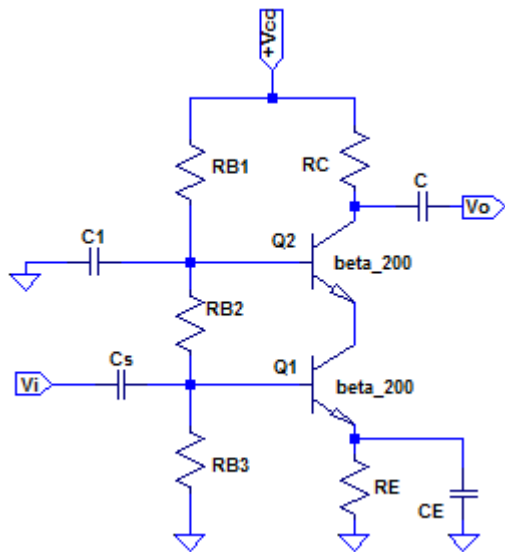 +Vcc
RB1
RC
C
Vo
C1
Q2
beta_200
RB2
Vi
Cs
Q1
beta_200
RB3
RE
CE